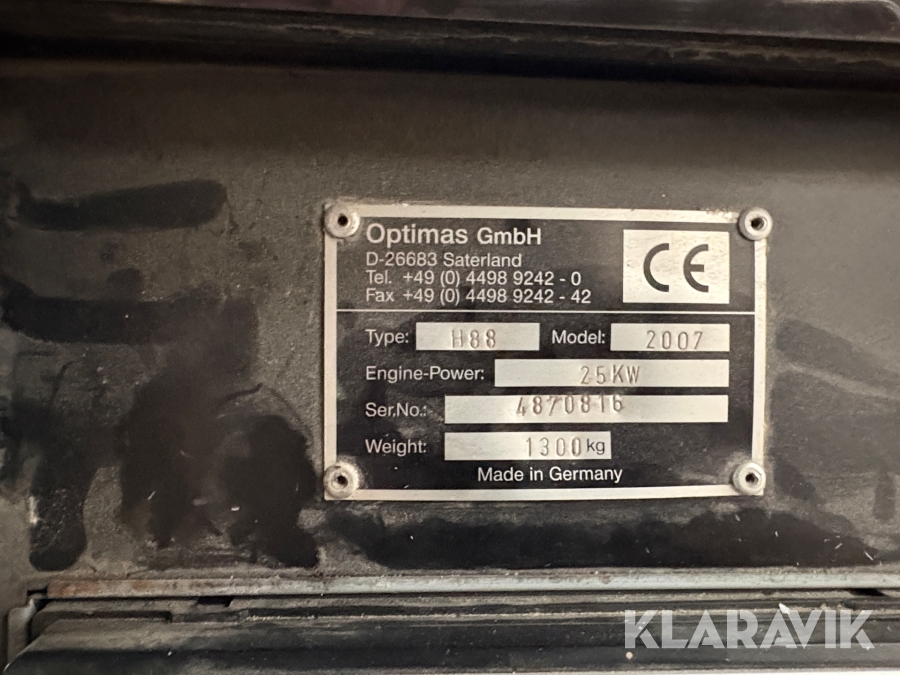 Optimas GmbH
D-26683 Saterland
Tel. +49 (0) 4498 9242 - 0
Fax +49 (0) 4498 9242 - 42
CE
Type: H88 Model: 2007
Engine-Power: 25KW
Ser.No.: 4870816
Weight: 1300kg
Made in Germany
KLARAVIK